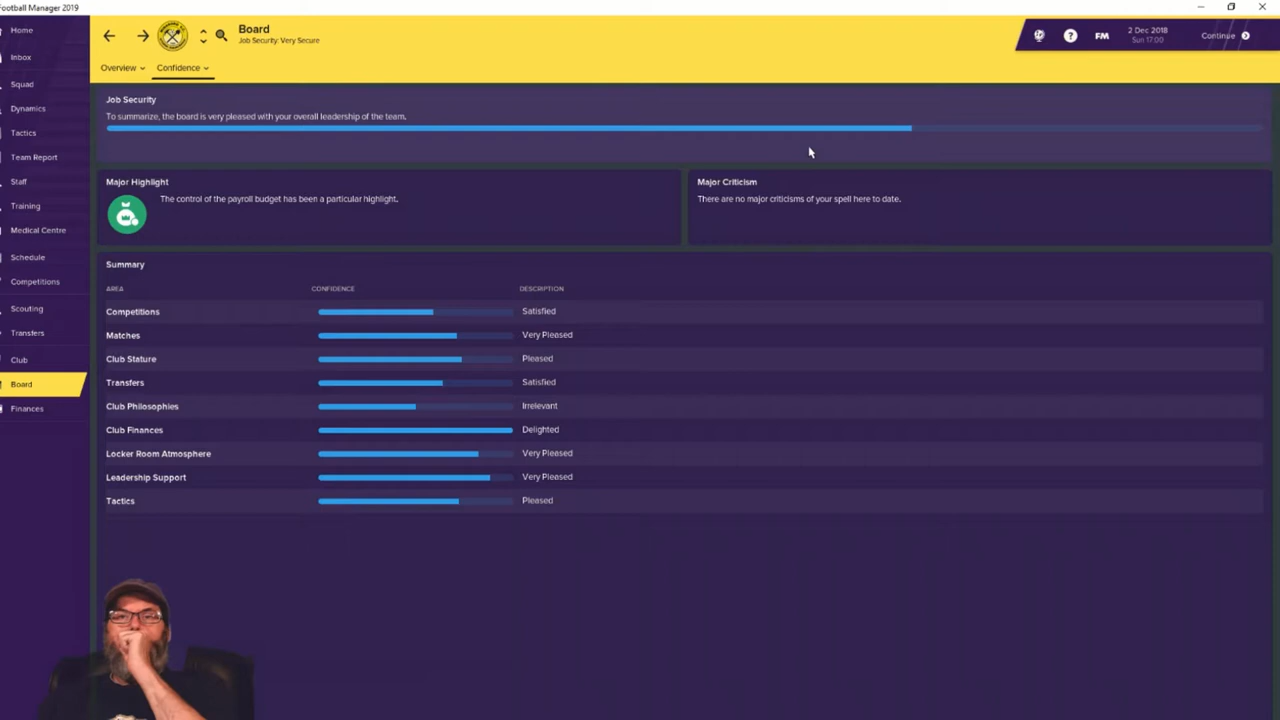 Football Manager 2019
Home
Inbox
Squad
Dynamics
Tactics
Team Report
Staff
Training
Medical Centre
Schedule
Competitions
Scouting
Transfers
Club
Board
Finances
Board
Job Security: Very Secure
FM
2 Dec 2018
Sun 17:00
Continue
Overview
Confidence
Job Security
To summarize, the board is very pleased with your overall leadership of the team.
Major Highlight
The control of the payroll budget has been a particular highlight.
Major Criticism
There are no major criticisms of your spell here to date.
Summary
AREA CONFIDENCE DESCRIPTION
Competitions Satisfied
Matches Very Pleased
Club Stature Pleased
Transfers Satisfied
Club Philosophies Irrelevant
Club Finances Delighted
Locker Room Atmosphere Very Pleased
Leadership Support Very Pleased
Tactics Pleased